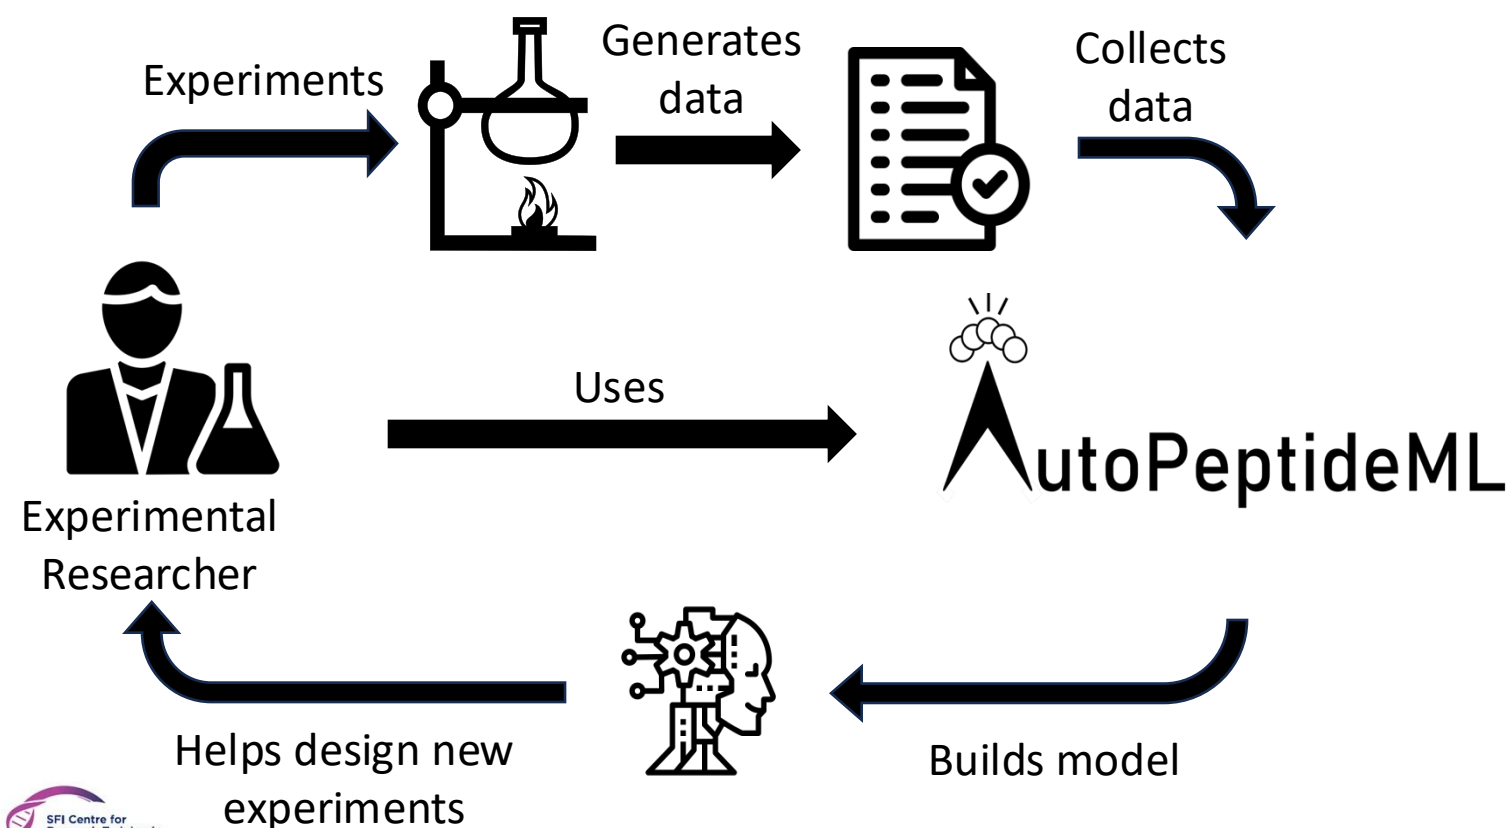 Experiments
Generates
data
Collects
data
Uses
AutoPeptideML
Experimental
Researcher
Helps design new
experiments
Builds model
SFI Centre for